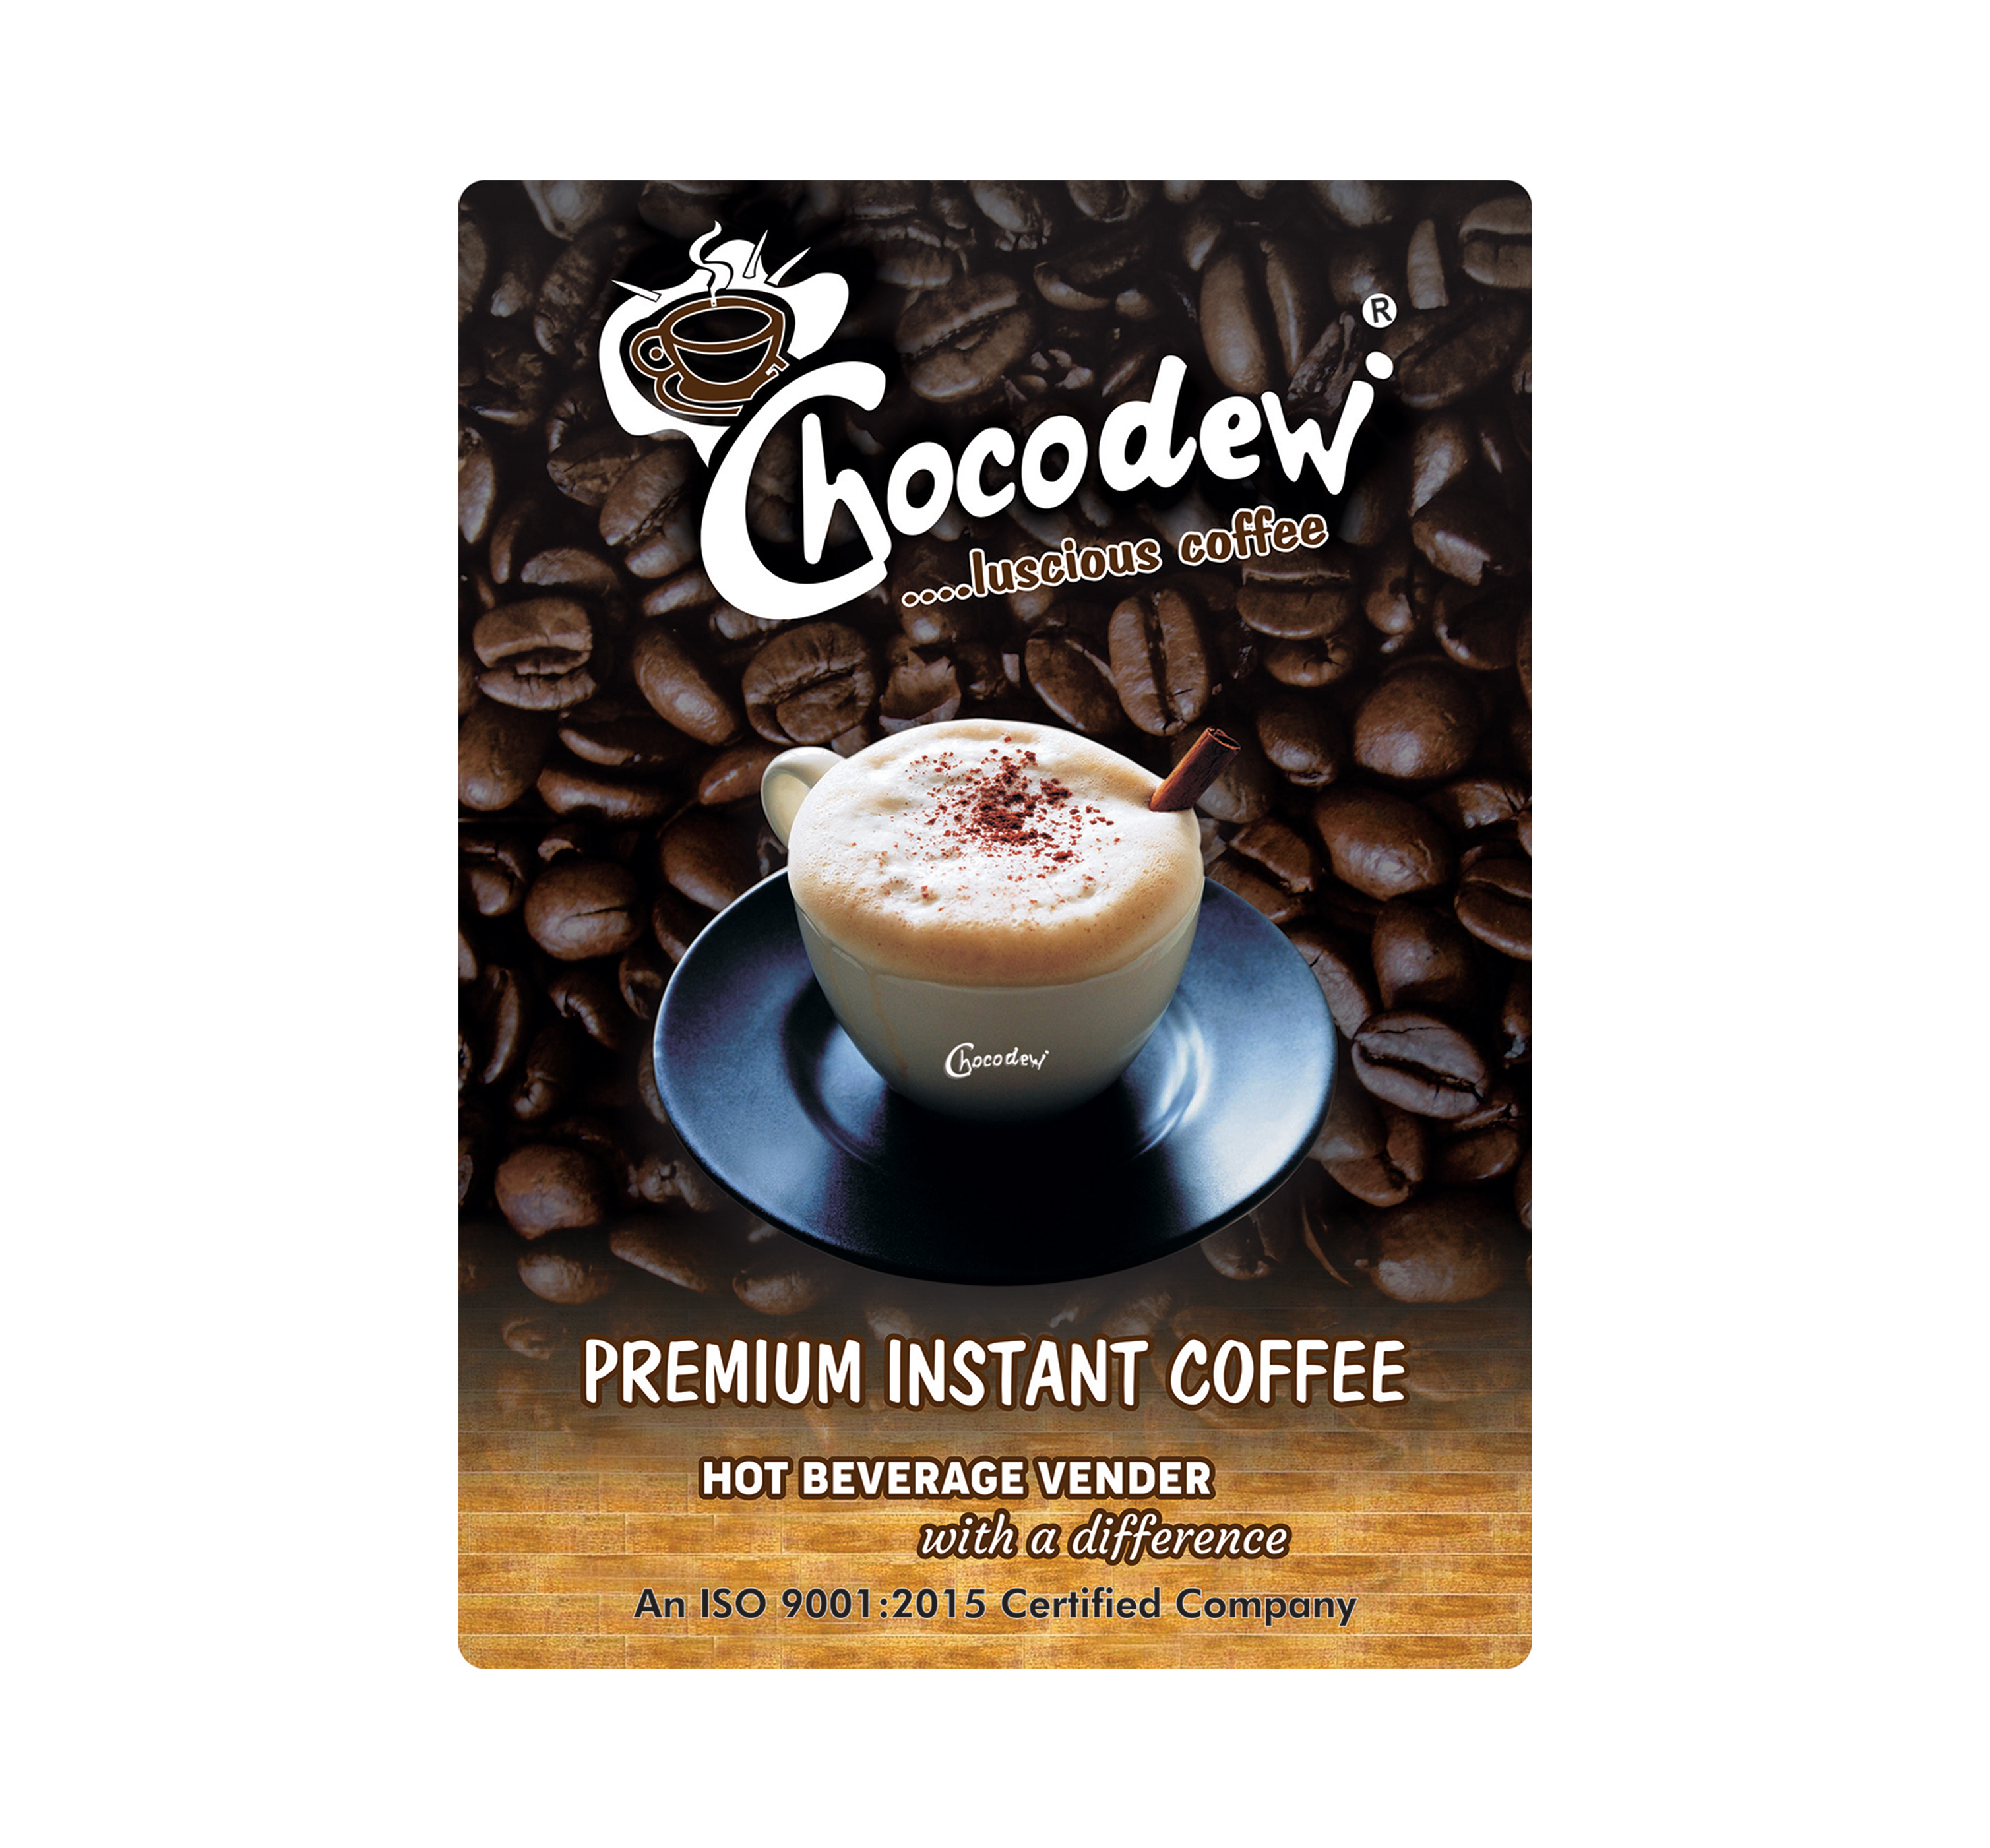 Chocodew
®
....luscious coffee
Chocodew
PREMIUM INSTANT COFFEE
HOT BEVERAGE VENDER
with a difference
An ISO 9001:2015 Certified Company